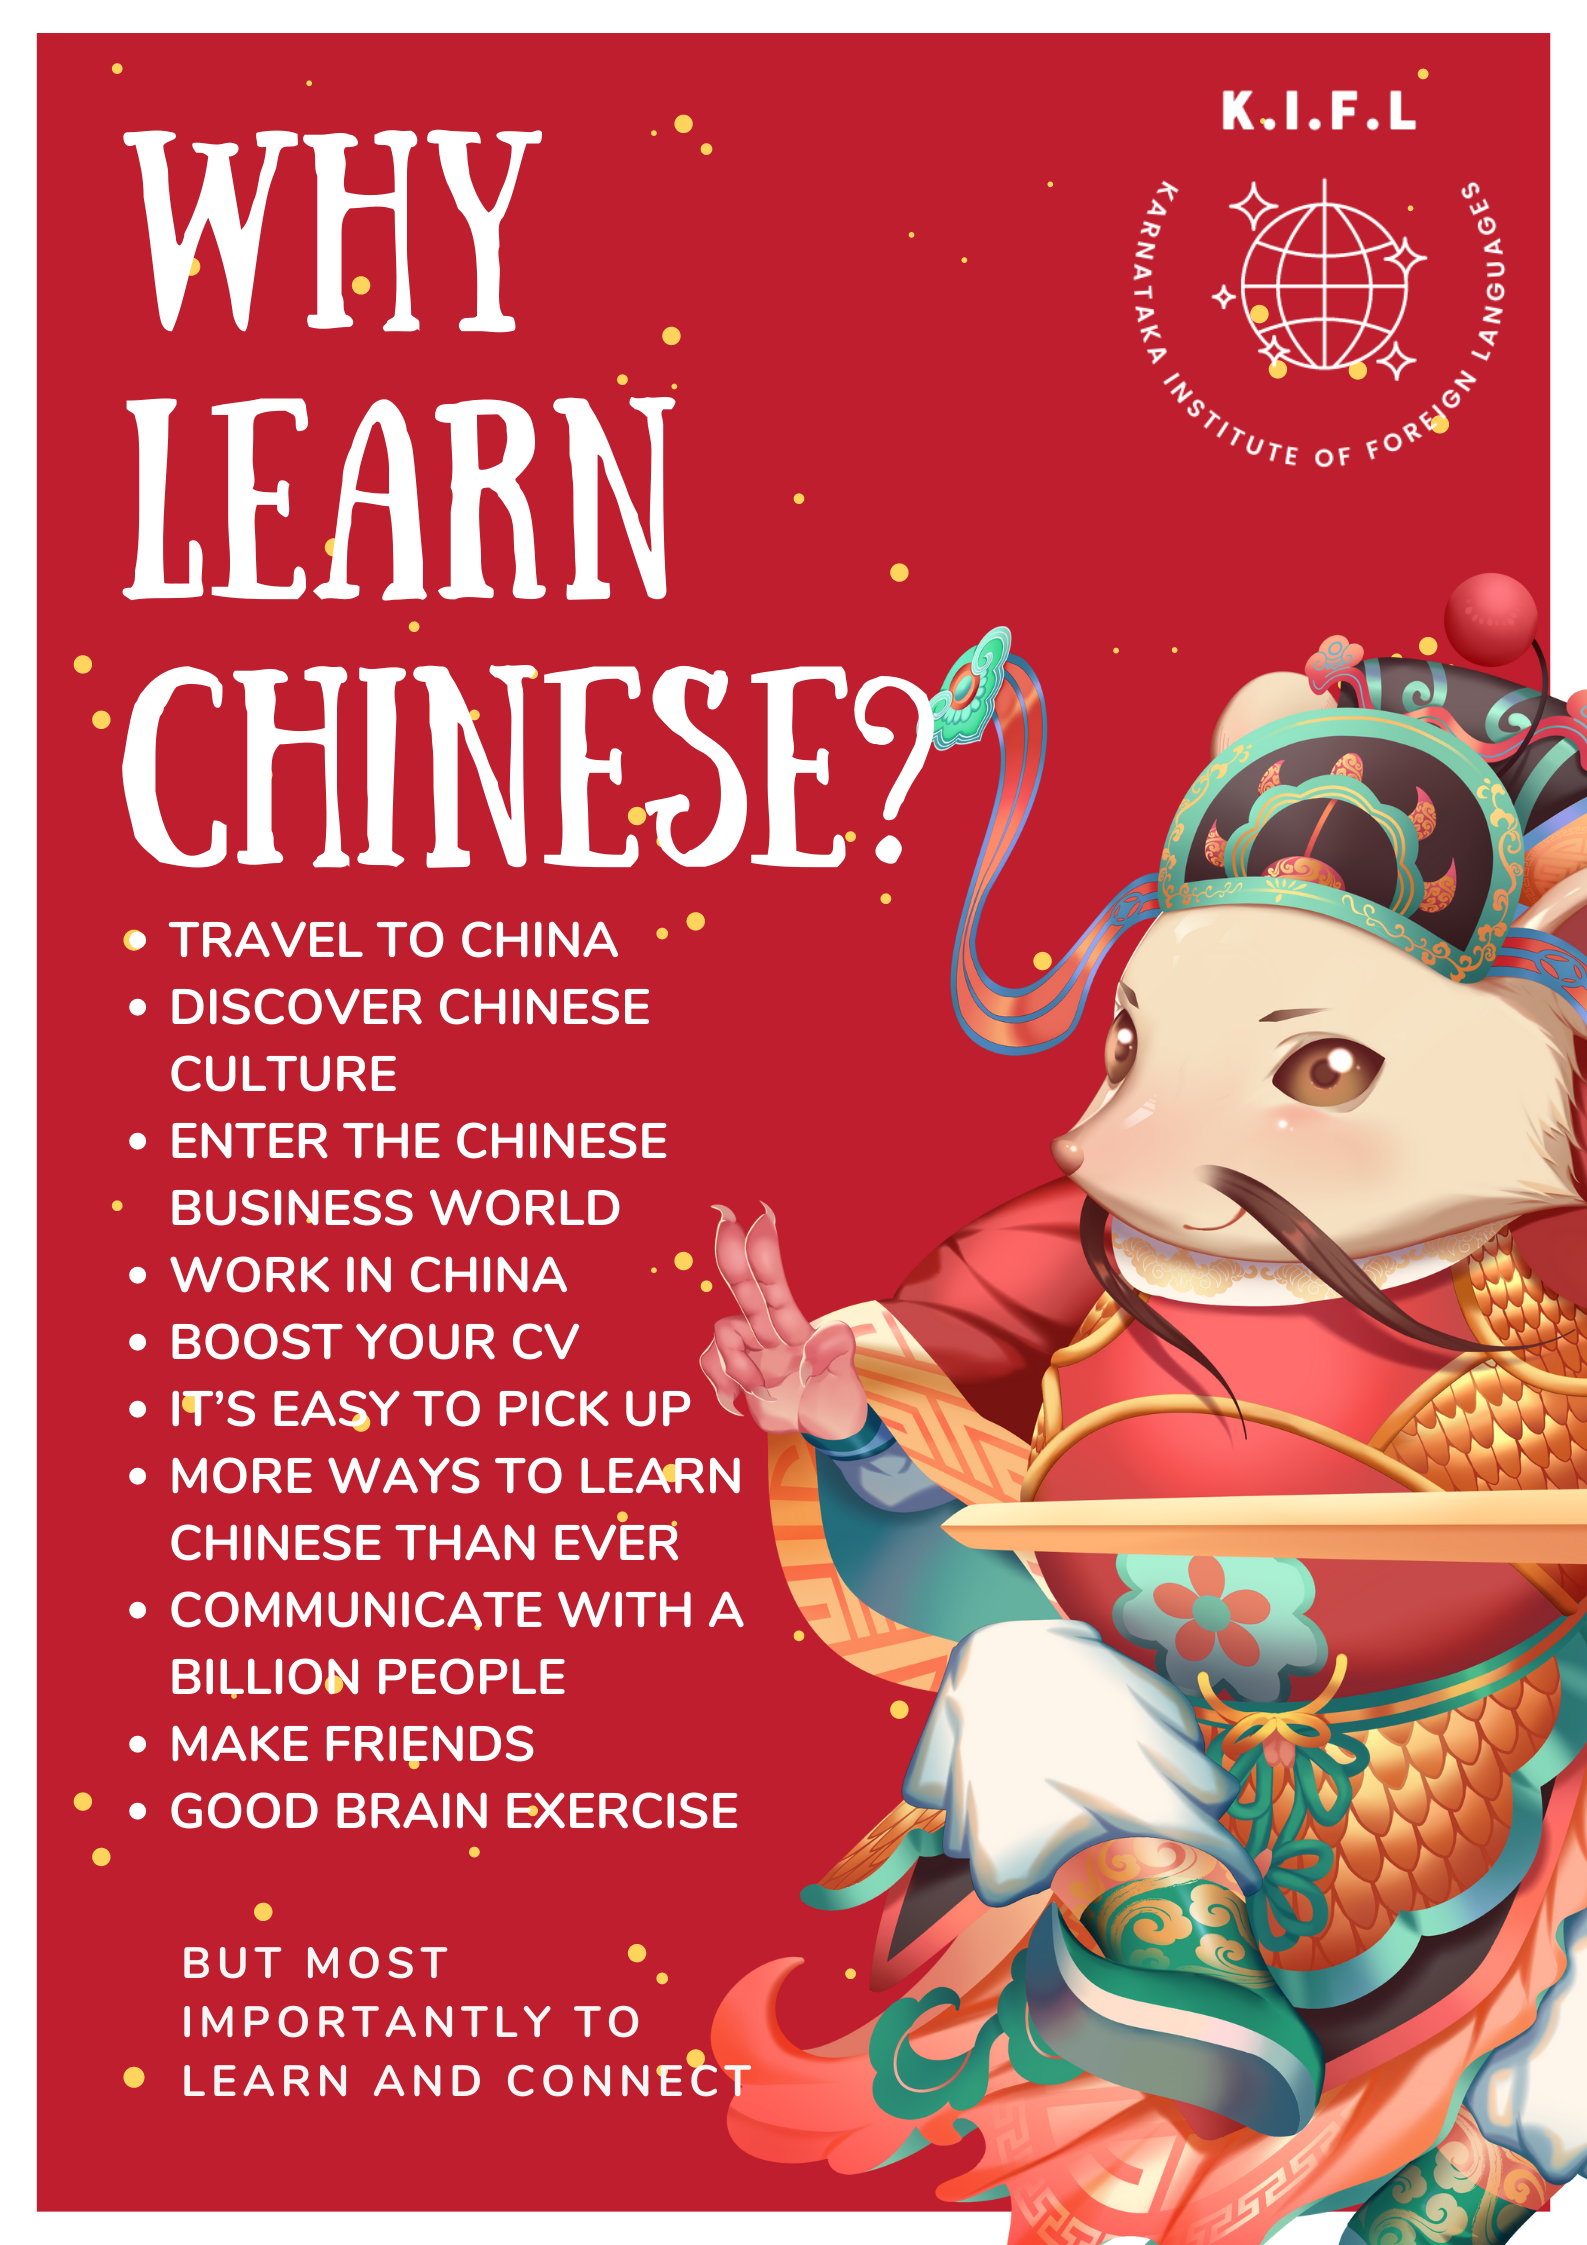 K.I.F.L
KARNATAKA INSTITUTE OF FOREIGN LANGUAGES
WHY
LEARN
CHINESE?
• TRAVEL TO CHINA
• DISCOVER CHINESE
CULTURE
• ENTER THE CHINESE
BUSINESS WORLD
• WORK IN CHINA
• BOOST YOUR CV
• IT'S EASY TO PICK UP
• MORE WAYS TO LEARN
CHINESE THAN EVER
• COMMUNICATE WITH A
BILLION PEOPLE
• MAKE FRIENDS
• GOOD BRAIN EXERCISE
BUT MOST
IMPORTANTLY TO
LEARN AND CONNECT